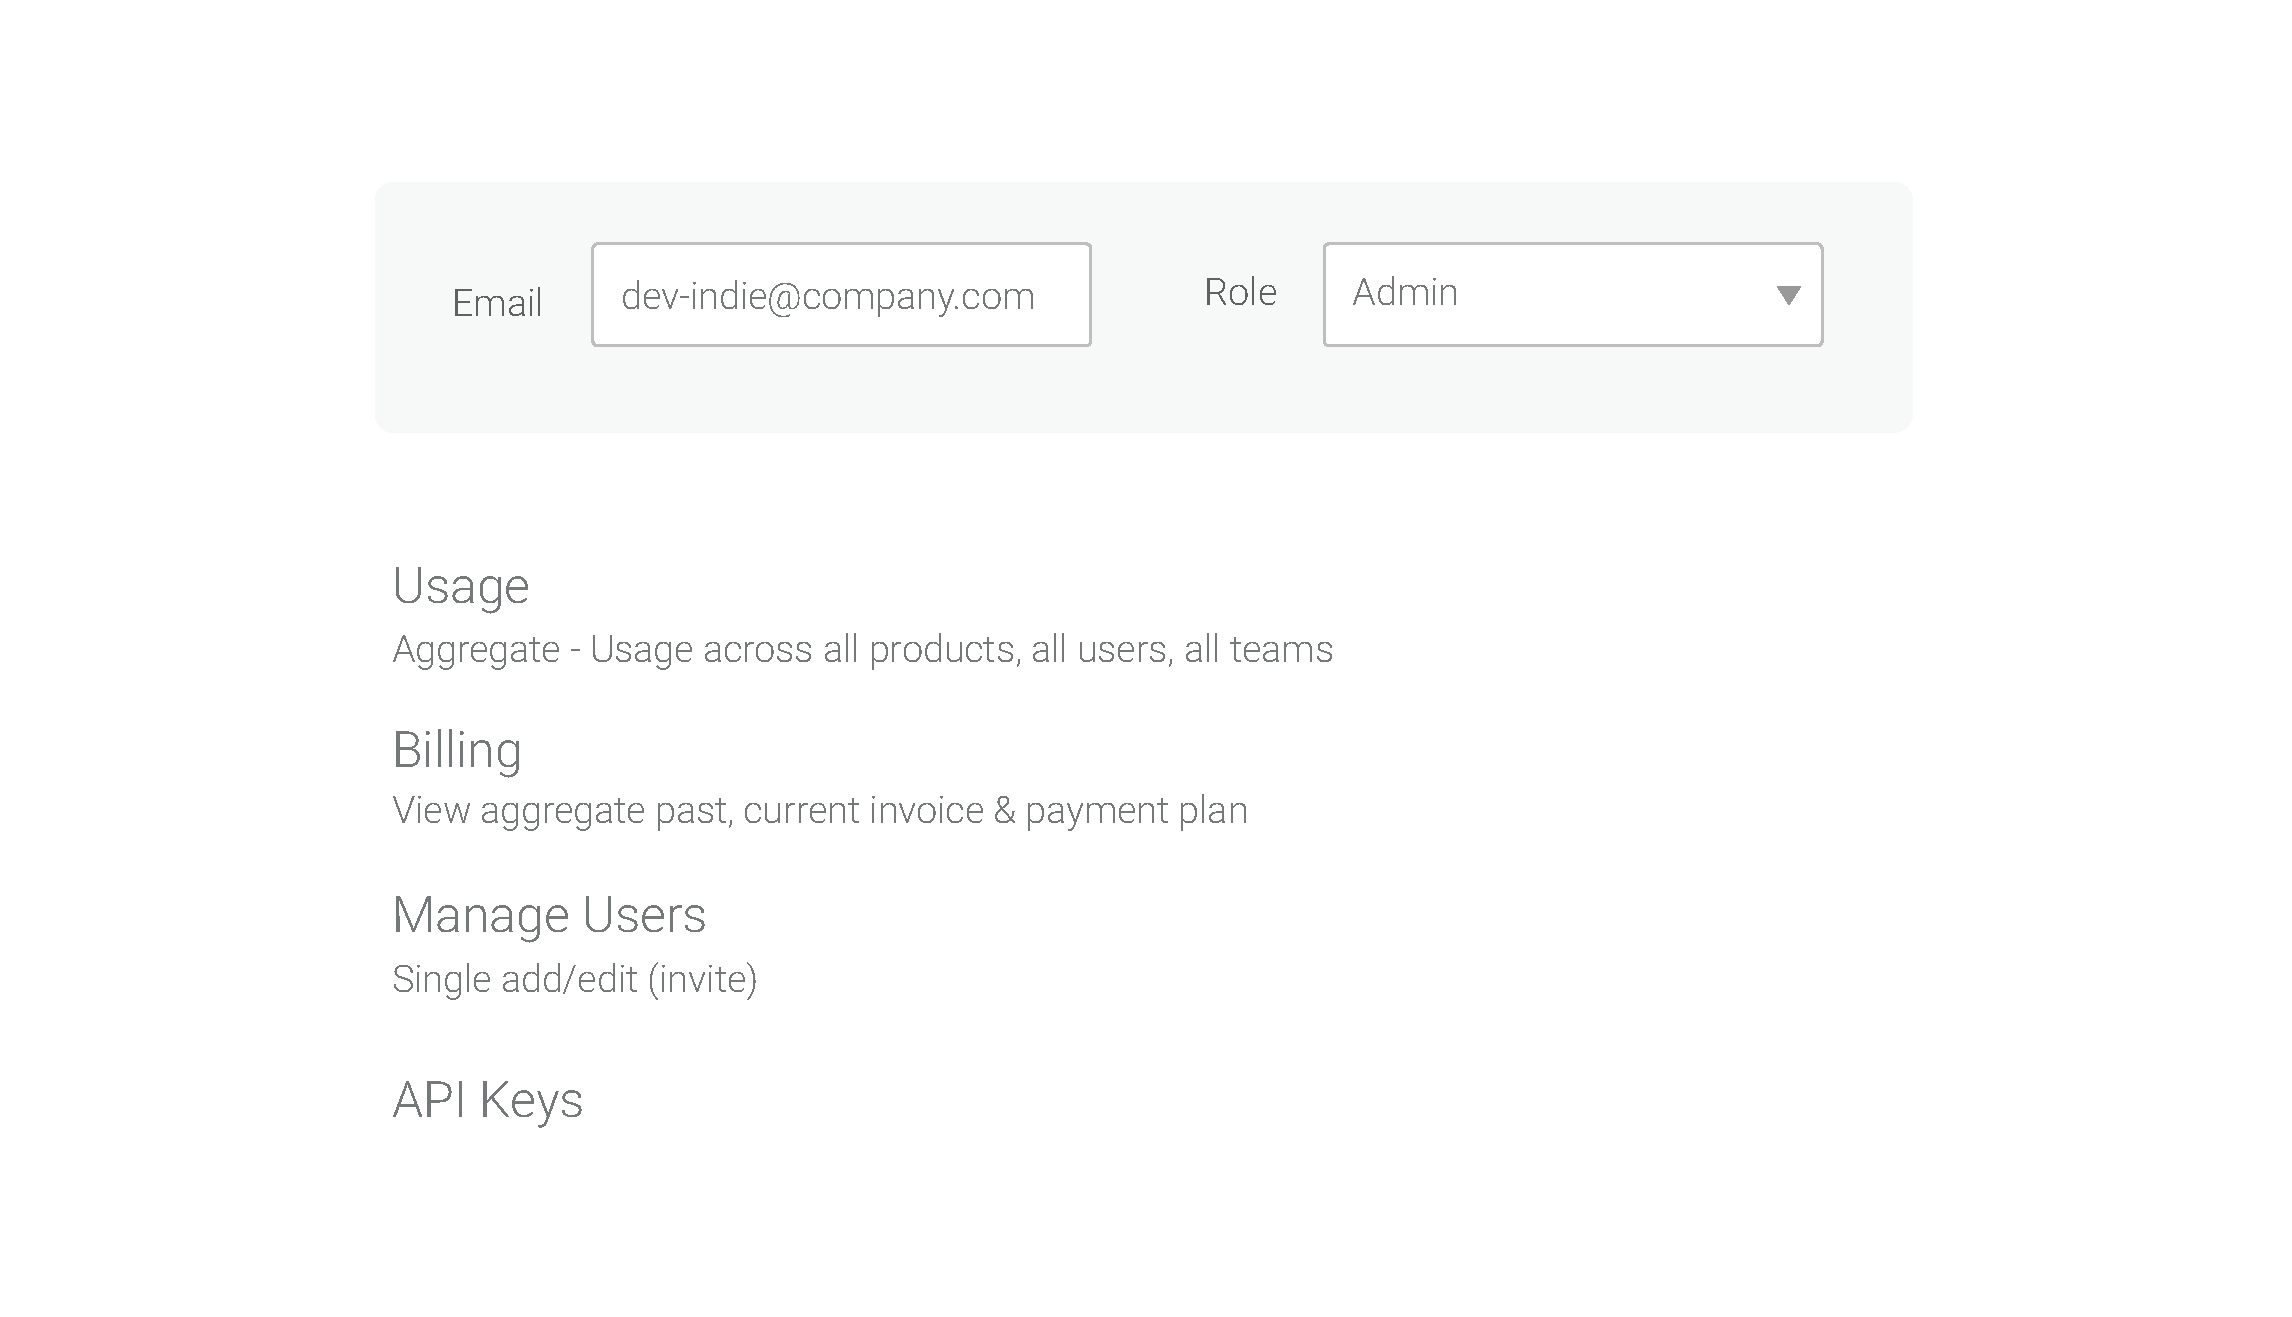 Email dev-indie@company.com Role Admin
Usage
Aggregate - Usage across all products, all users, all teams
Billing
View aggregate past, current invoice & payment plan
Manage Users
Single add/edit (invite)
API Keys